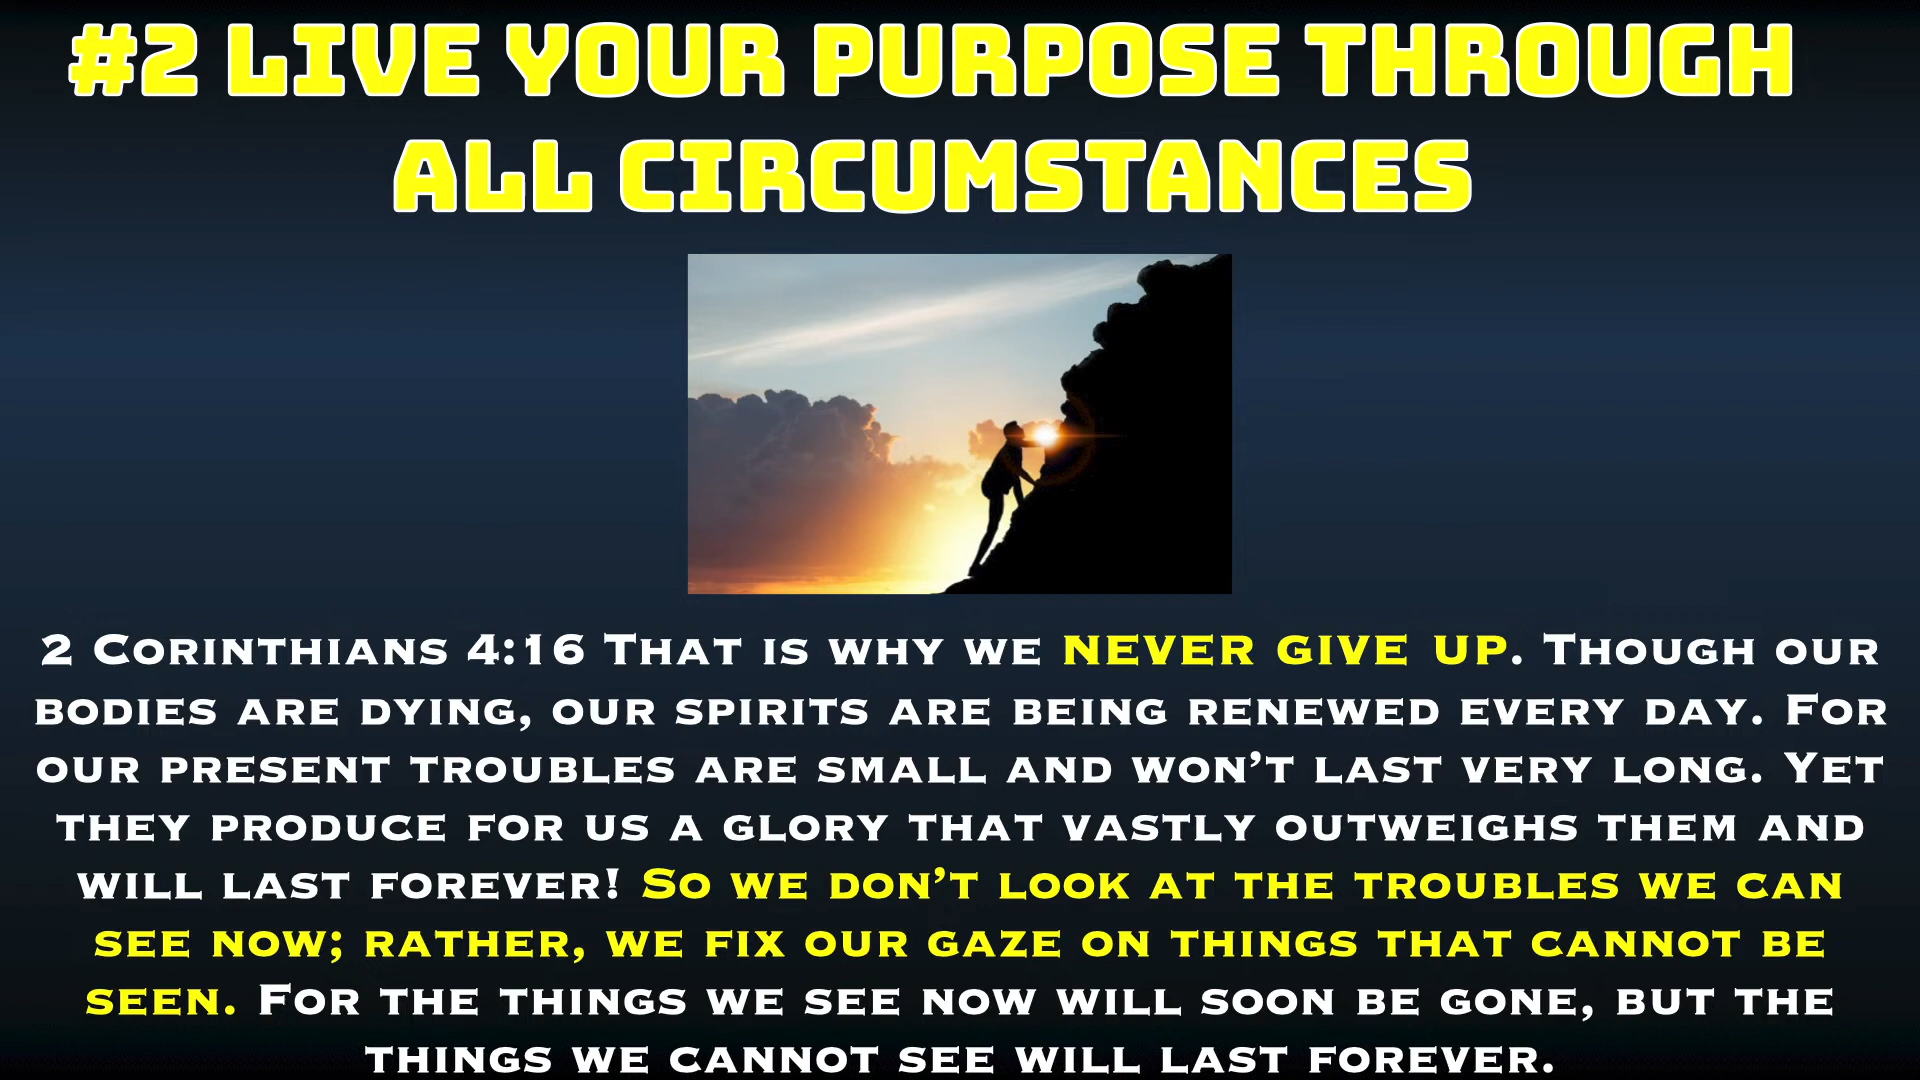 #2 LIVE YOUR PURPOSE THROUGH
ALL CIRCUMSTANCES
2 Corinthians 4:16 That is why we NEVER GIVE UP. Though our
bodies are dying, our spirits are being renewed every day. For
our present troubles are small and won’t last very long. Yet
they produce for us a glory that vastly outweighs them and
will last forever! So we don’t look at the troubles we can
see now; rather, we fix our gaze on things that cannot be
seen. For the things we see now will soon be gone, but the
things we cannot see will last forever.